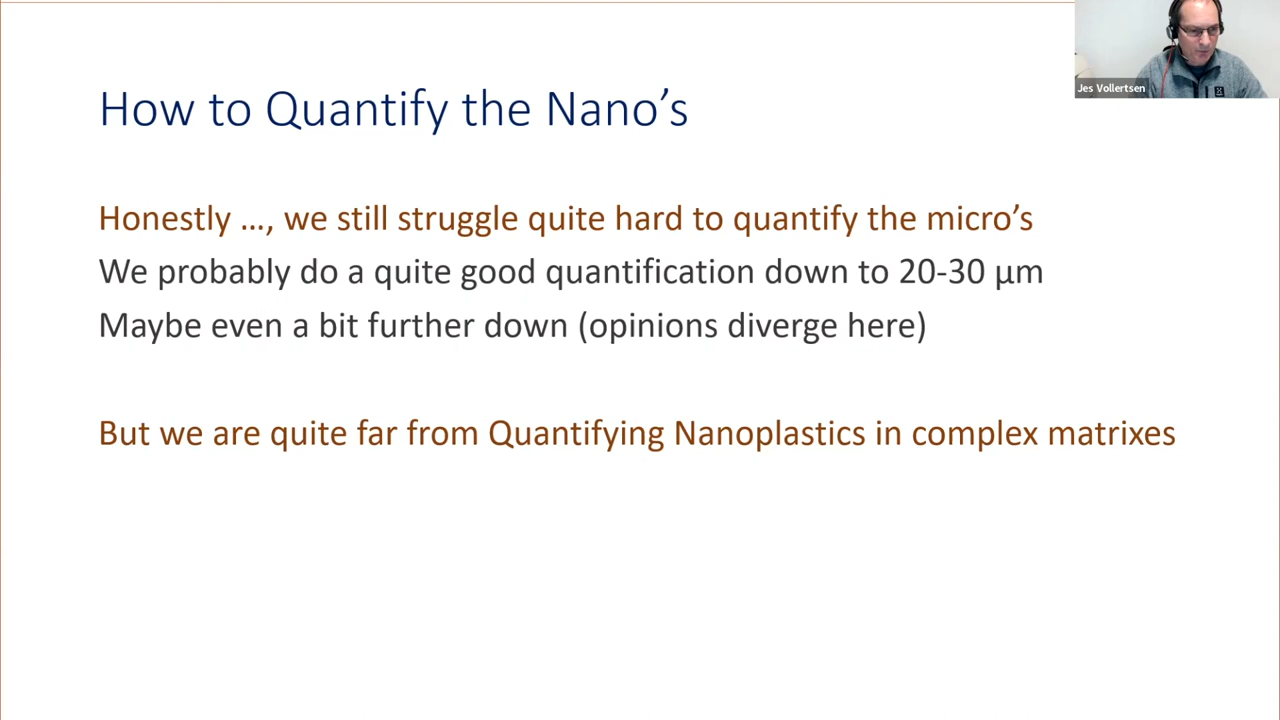 Jes Vollertsen
How to Quantify the Nano's
Honestly …, we still struggle quite hard to quantify the micro's
We probably do a quite good quantification down to 20-30 µm
Maybe even a bit further down (opinions diverge here)
But we are quite far from Quantifying Nanoplastics in complex matrixes